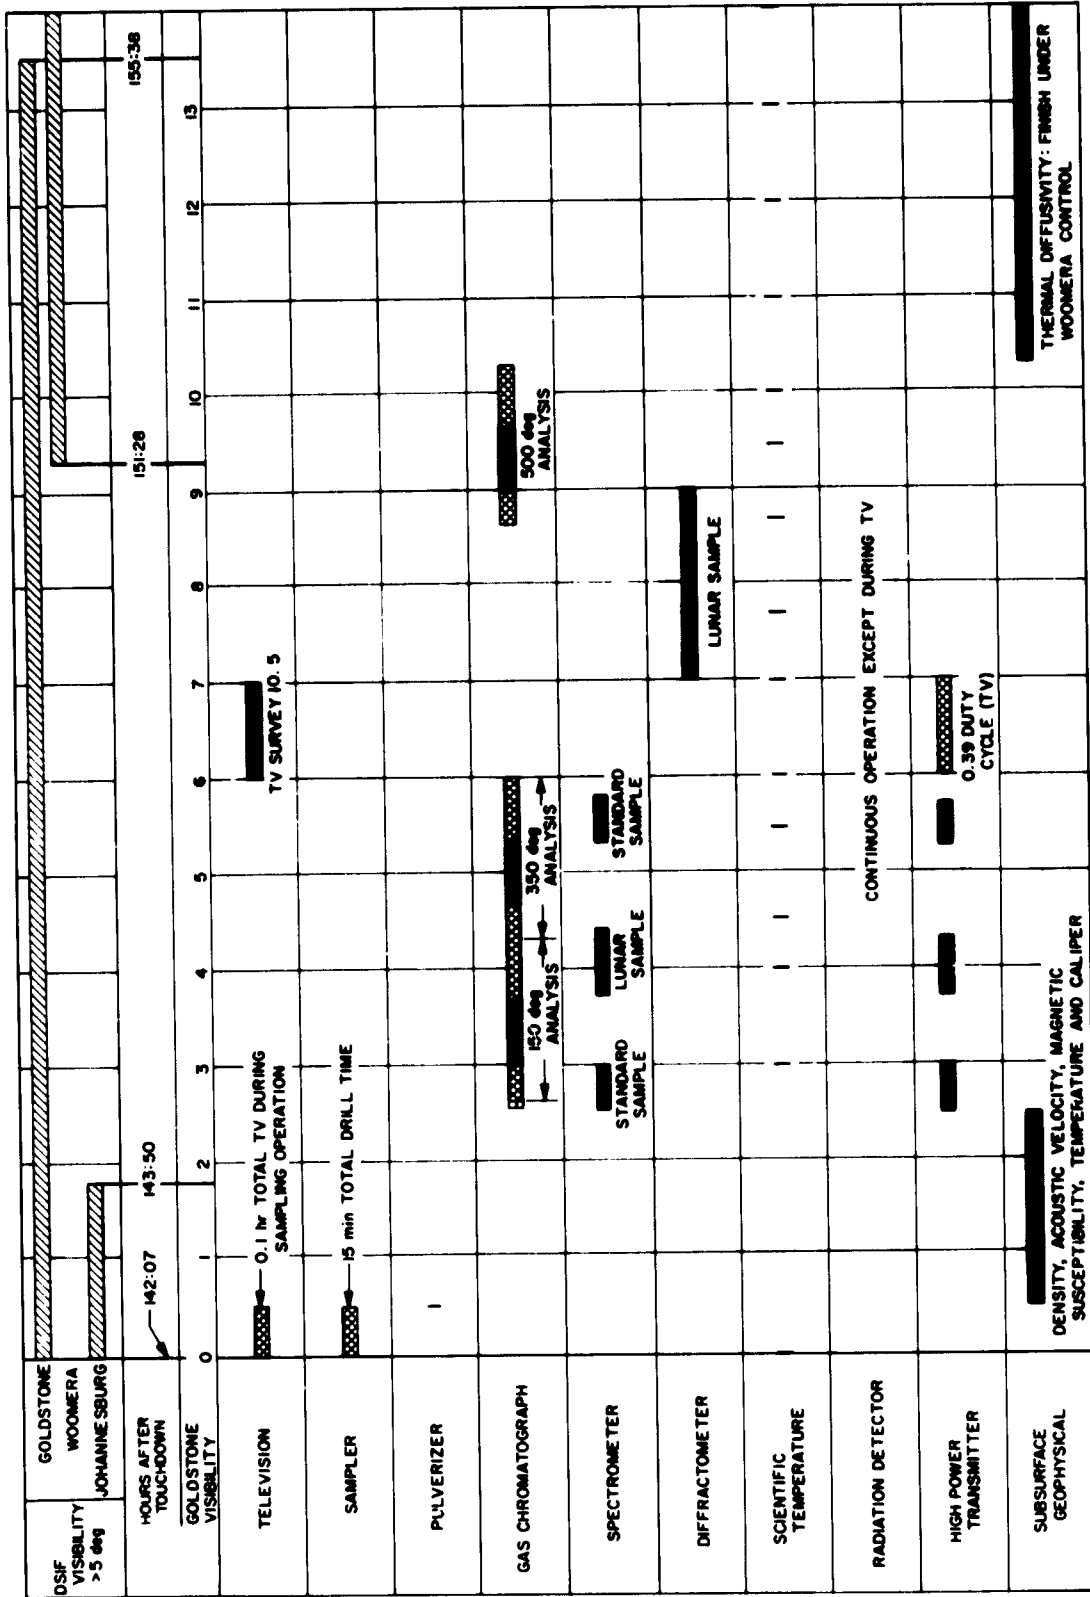 DSIF
VISIBILITY
>5 deg
GOLDSTONE
WOOMERA
JOHANNESBURG
HOURS AFTER
TOUCHDOWN
142:07
143:50
151:28
155:38
GOLDSTONE
VISIBILITY
0 1 2 3 4 5 6 7 8 9 10 11 12 13
TELEVISION
0.1 hr TOTAL TV DURING
SAMPLING OPERATION
TV SURVEY 10.5
SAMPLER
15 min TOTAL DRILL TIME
PULVERIZER
GAS CHROMATOGRAPH
150 deg
ANALYSIS
350 deg
ANALYSIS
500 deg
ANALYSIS
SPECTROMETER
STANDARD
SAMPLE
LUNAR
SAMPLE
STANDARD
SAMPLE
DIFFRACTOMETER
LUNAR SAMPLE
SCIENTIFIC
TEMPERATURE
RADIATION DETECTOR
CONTINUOUS OPERATION EXCEPT DURING TV
HIGH POWER
TRANSMITTER
0.39 DUTY
CYCLE (TV)
SUBSURFACE
GEOPHYSICAL
DENSITY, ACOUSTIC VELOCITY, MAGNETIC
SUSCEPTIBILITY, TEMPERATURE AND CALIPER
THERMAL DIFFUSIVITY: FINISH UNDER
WOOMERA CONTROL